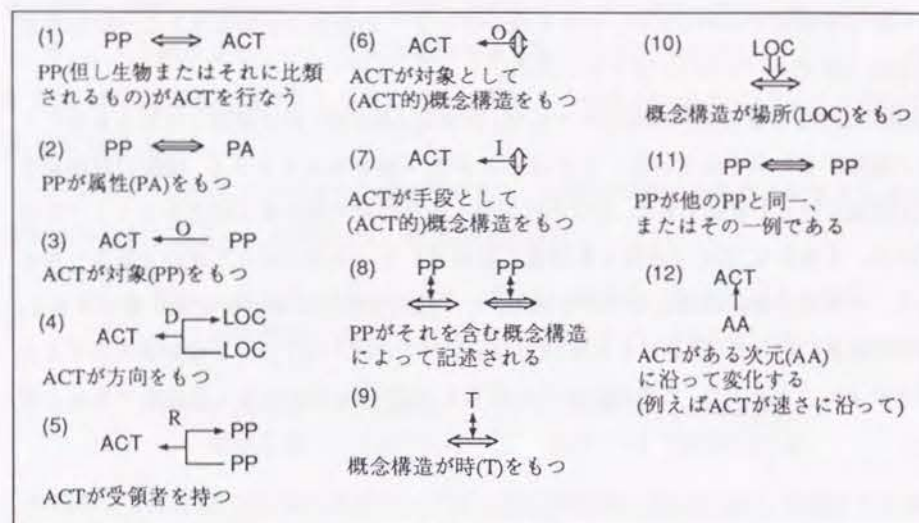 (1) PP ⇔ ACT
PP(但し生物またはそれに比類
されるもの)がACTを行なう
(2) PP ⇔ PA
PPが属性(PA)をもつ
(3) ACT ← O PP
ACTが対象(PP)をもつ
(4) ACT ← D LOC
LOC
ACTが方向をもつ
(5) ACT ← R PP
PP
ACTが受領者を持つ
(6) ACT ← O ⇕
ACTが対象として
(ACT的)概念構造をもつ
(7) ACT ← I ⇕
ACTが手段として
(ACT的)概念構造をもつ
(8) PP PP
PPがそれを含む概念構造
によって記述される
(9) T
概念構造が時(T)をもつ
(10) LOC
概念構造が場所(LOC)をもつ
(11) PP ⇔ PP
PPが他のPPと同一、
またはその一例である
(12) ACT
AA
ACTがある次元(AA)
に沿って変化する
(例えばACTが速さに沿って)